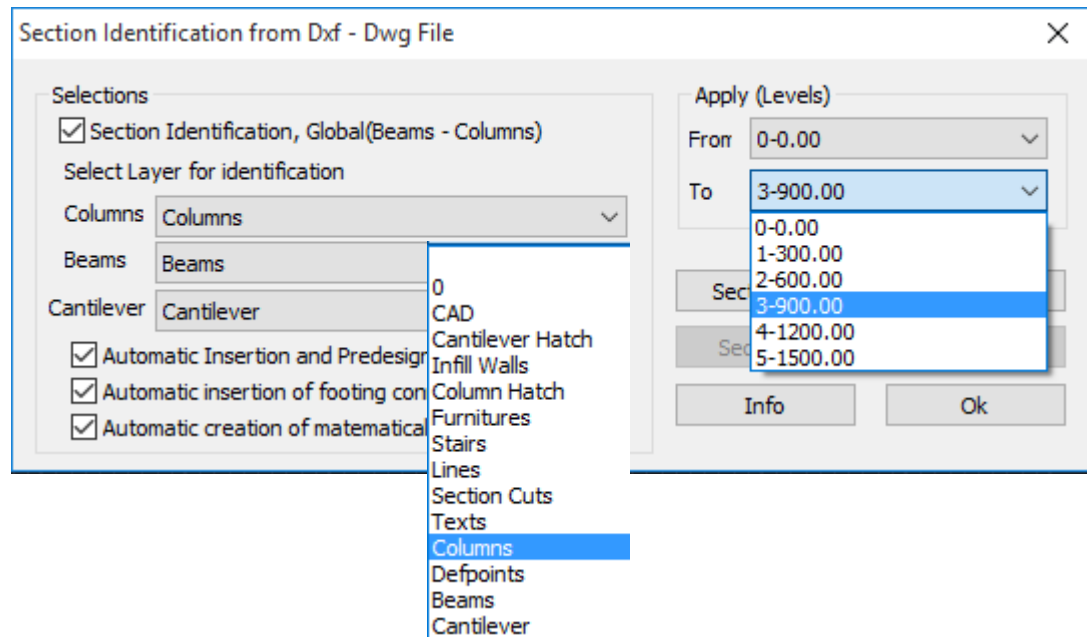 Section Identification from Dxf - Dwg File
Selections
Section Identification, Global(Beams - Columns)
Select Layer for identification
Columns Columns
Beams Beams
Cantilever Cantilever
Automatic Insertion and Predesign
Automatic insertion of footing con
Automatic creation of matematical
0
CAD
Cantilever Hatch
Infill Walls
Column Hatch
Furnitures
Stairs
Lines
Section Cuts
Texts
Columns
Defpoints
Beams
Cantilever
Apply (Levels)
From 0-0.00
To 3-900.00
0-0.00
1-300.00
2-600.00
3-900.00
4-1200.00
5-1500.00
Sect
Sec
Info Ok